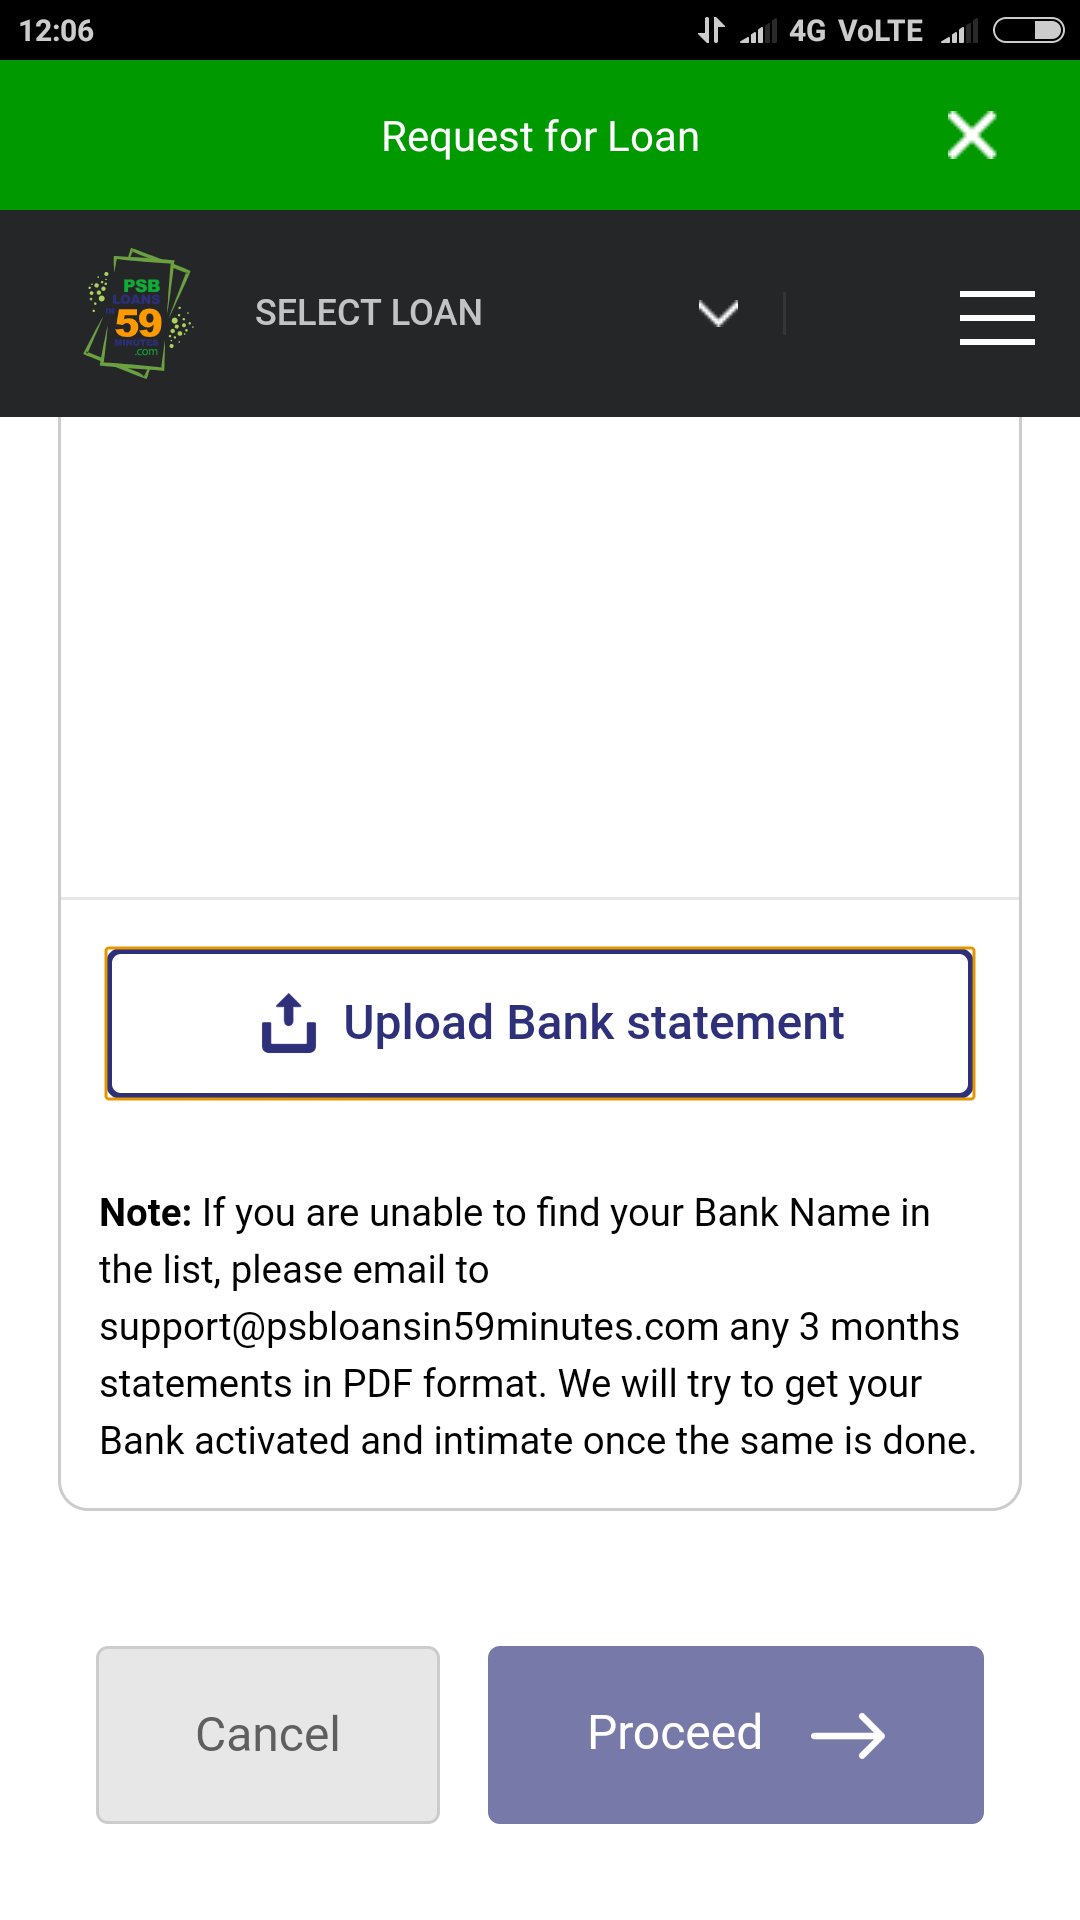 12:06
4G VoLTE
Request for Loan
PSB
LOANS
IN
59
MINUTES
.com
SELECT LOAN
Upload Bank statement
Note: If you are unable to find your Bank Name in
the list, please email to
support@psbloansin59minutes.com any 3 months
statements in PDF format. We will try to get your
Bank activated and intimate once the same is done.
Cancel
Proceed